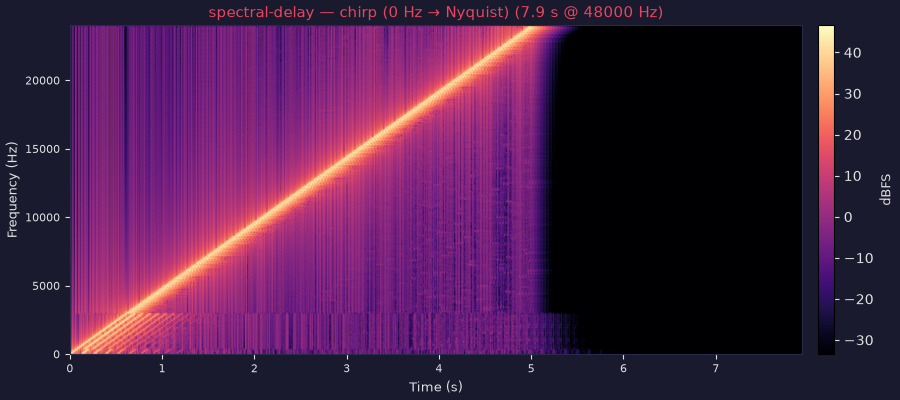 spectral-delay — chirp (0 Hz → Nyquist) (7.9 s @ 48000 Hz)
Frequency (Hz)
20000
15000
10000
5000
0
0 1 2 3 4 5 6 7
Time (s)
40
30
20
10
0
−10
−20
−30
dBFS